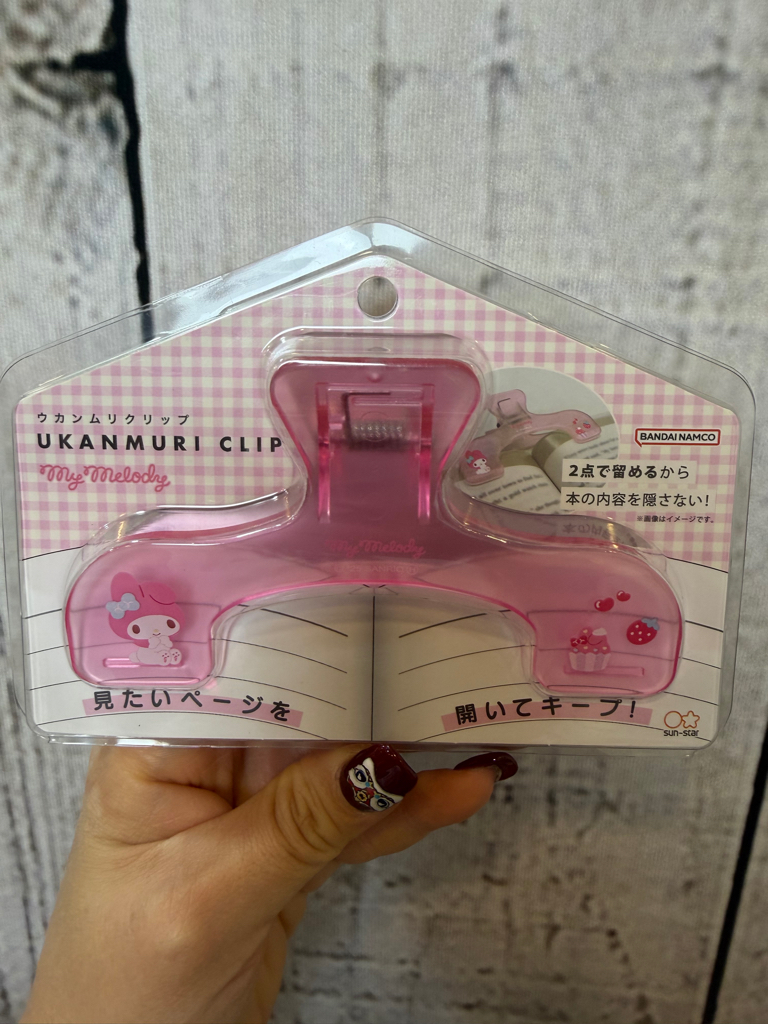 ウカンムリクリップ
UKANMURI CLIP
My Melody
BANDAI NAMCO
2点で留めるから
本の内容を隠さない!
※画像はイメージです。
My Melody
見たいページを
開いてキープ!
sun-star